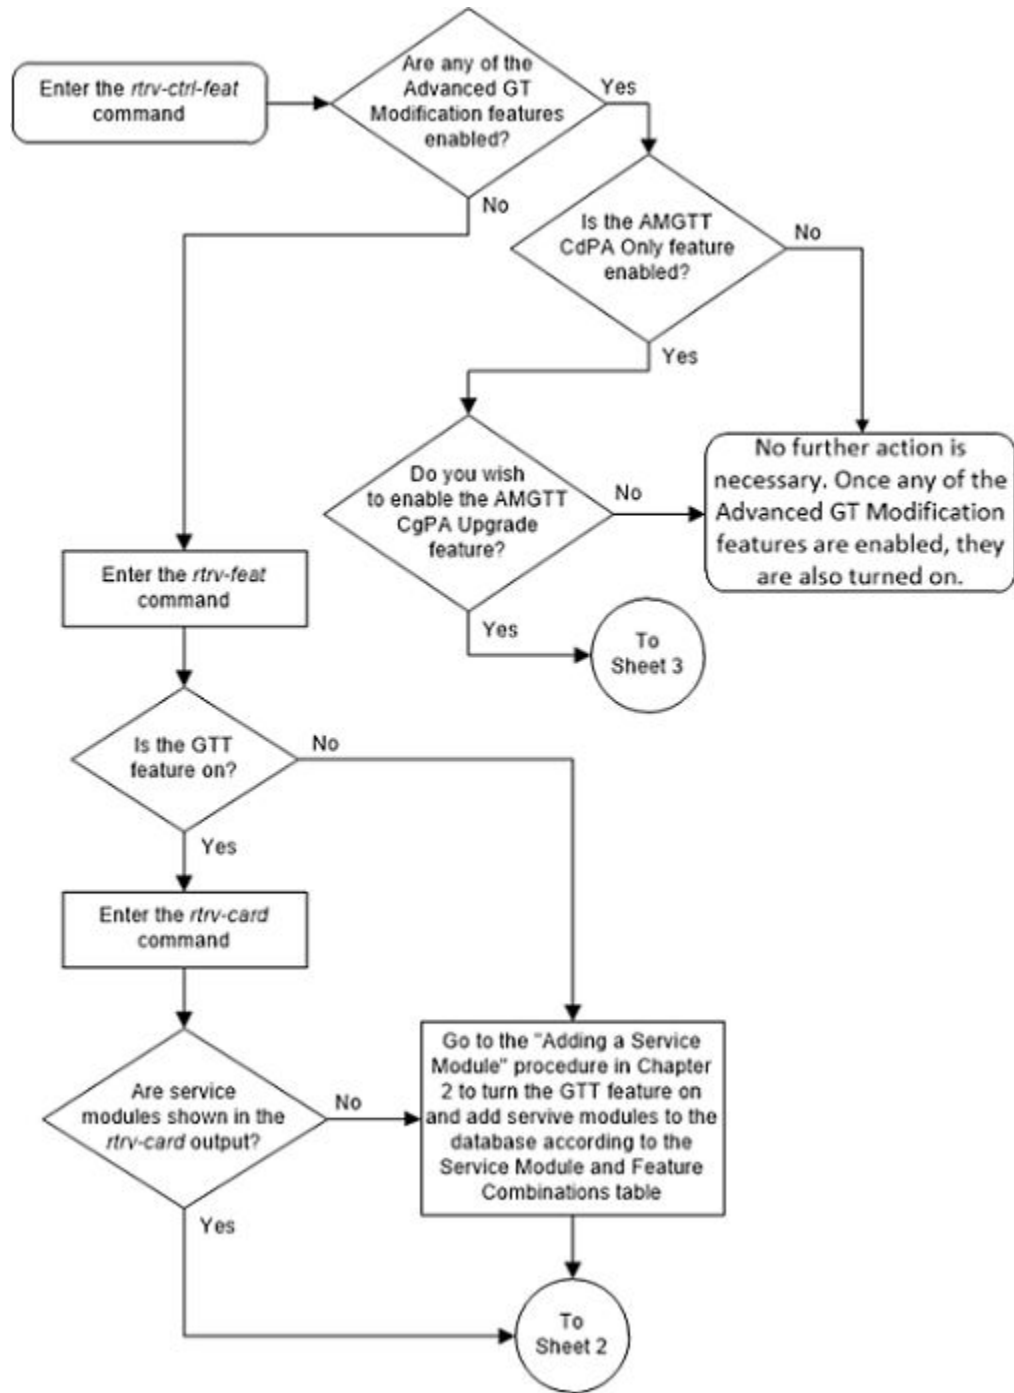 Enter the rtrv-ctrl-feat
command
Are any of the
Advanced GT
Modification features
enabled?
Yes
No
Is the AMGTT
CdPA Only feature
enabled?
No
Yes
Do you wish
to enable the AMGTT
CgPA Upgrade
feature?
No
Yes
No further action is
necessary. Once any of the
Advanced GT Modification
features are enabled, they
are also turned on.
To
Sheet 3
Enter the rtrv-feat
command
Is the GTT
feature on?
No
Yes
Enter the rtrv-card
command
Are service
modules shown in the
rtrv-card output?
No
Yes
Go to the "Adding a Service
Module" procedure in Chapter
2 to turn the GTT feature on
and add servive modules to the
database according to the
Service Module and Feature
Combinations table
To
Sheet 2